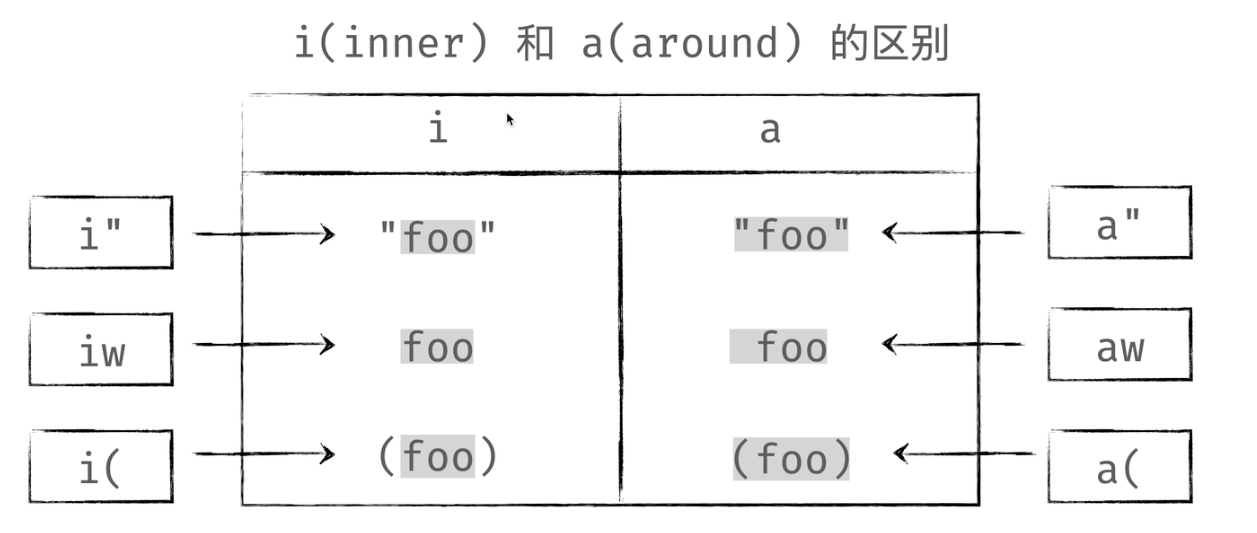 i(inner) 和 a(around) 的区别
i a
i" "foo" "foo" a"
iw foo foo aw
i( (foo) (foo) a(